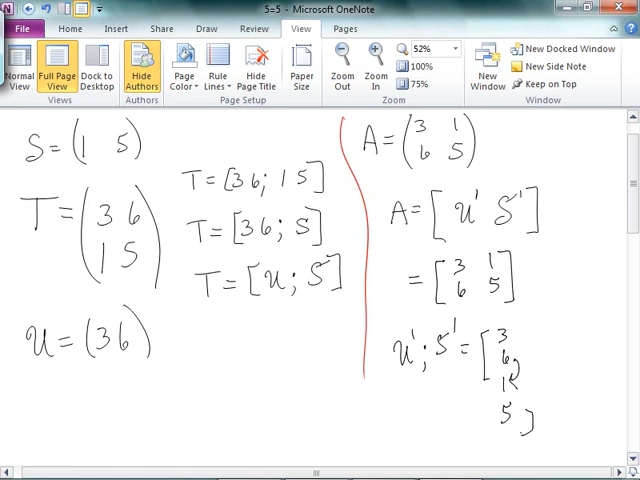 5=5 - Microsoft OneNote
File Home Insert Share Draw Review View Pages
Normal View Full Page View Dock to Desktop
Views
Hide Authors
Authors
Page Color Rule Lines Hide Page Title Paper Size
Page Setup
Zoom Out Zoom In 52% 100% 75%
Zoom
New Window New Docked Window New Side Note Keep on Top
Window
S = (1 5)
T = (3 6
1 5)
U = (3 6)
T = [3 6; 1 5]
T = [3 6; S]
T = [U; S]
A = (3 1
6 5)
A = [U' S']
= [3 1
6 5]
U'; S' = [3
6
1
5]